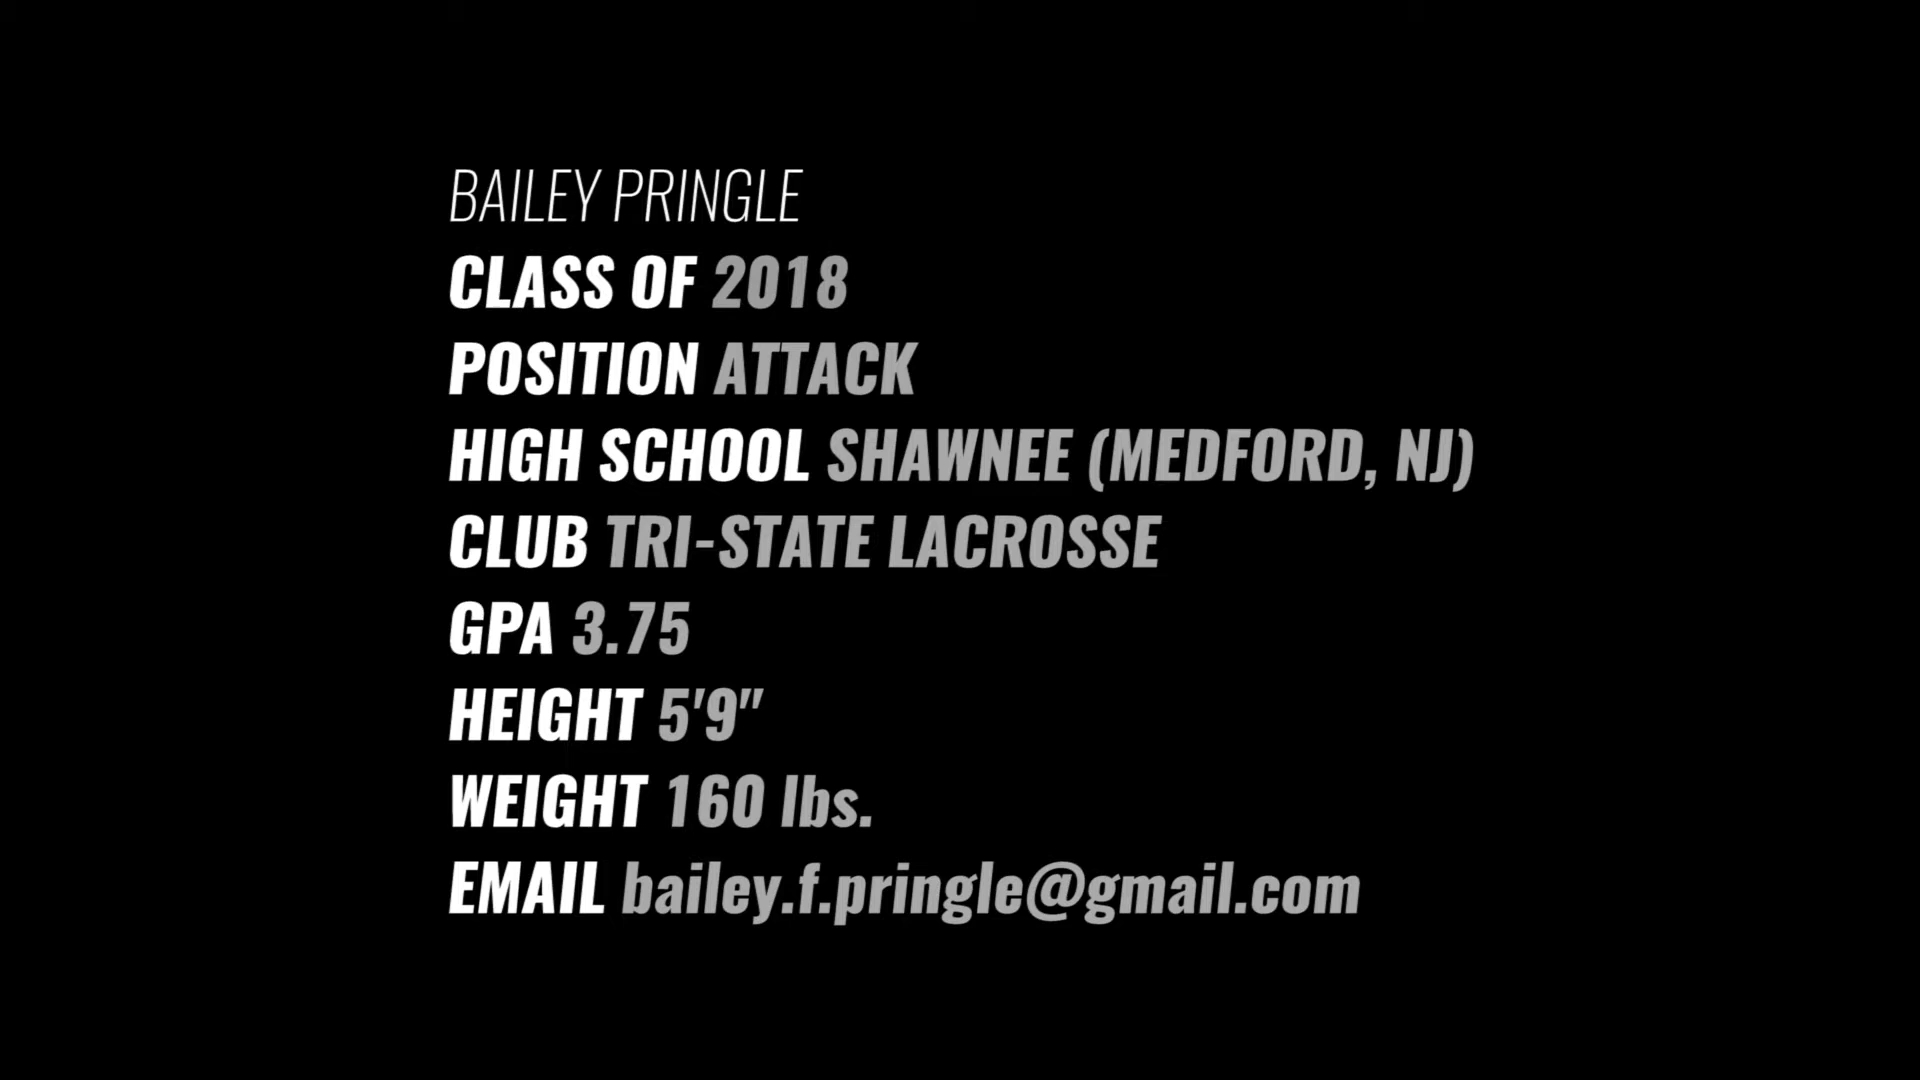 BAILEY PRINGLE
CLASS OF 2018
POSITION ATTACK
HIGH SCHOOL SHAWNEE (MEDFORD, NJ)
CLUB TRI-STATE LACROSSE
GPA 3.75
HEIGHT 5'9"
WEIGHT 160 lbs.
EMAIL bailey.f.pringle@gmail.com